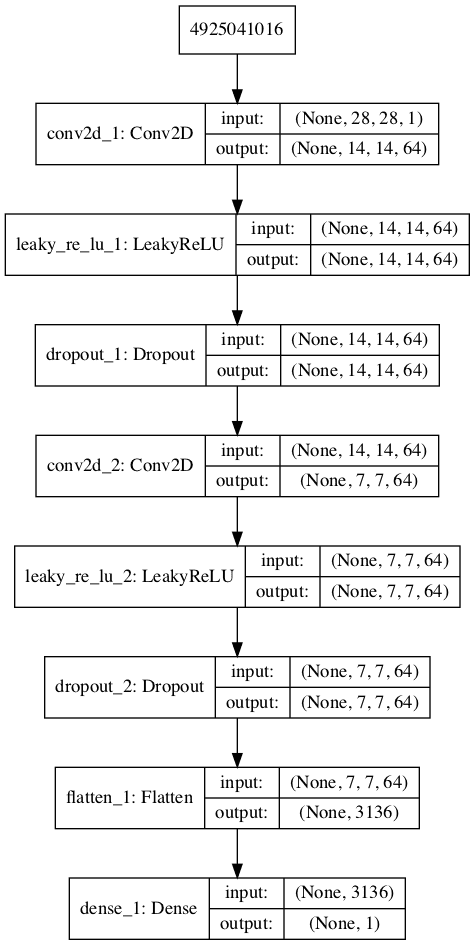 4925041016
conv2d_1: Conv2D
input:
(None, 28, 28, 1)
output:
(None, 14, 14, 64)
leaky_re_lu_1: LeakyReLU
input:
(None, 14, 14, 64)
output:
(None, 14, 14, 64)
dropout_1: Dropout
input:
(None, 14, 14, 64)
output:
(None, 14, 14, 64)
conv2d_2: Conv2D
input:
(None, 14, 14, 64)
output:
(None, 7, 7, 64)
leaky_re_lu_2: LeakyReLU
input:
(None, 7, 7, 64)
output:
(None, 7, 7, 64)
dropout_2: Dropout
input:
(None, 7, 7, 64)
output:
(None, 7, 7, 64)
flatten_1: Flatten
input:
(None, 7, 7, 64)
output:
(None, 3136)
dense_1: Dense
input:
(None, 3136)
output:
(None, 1)